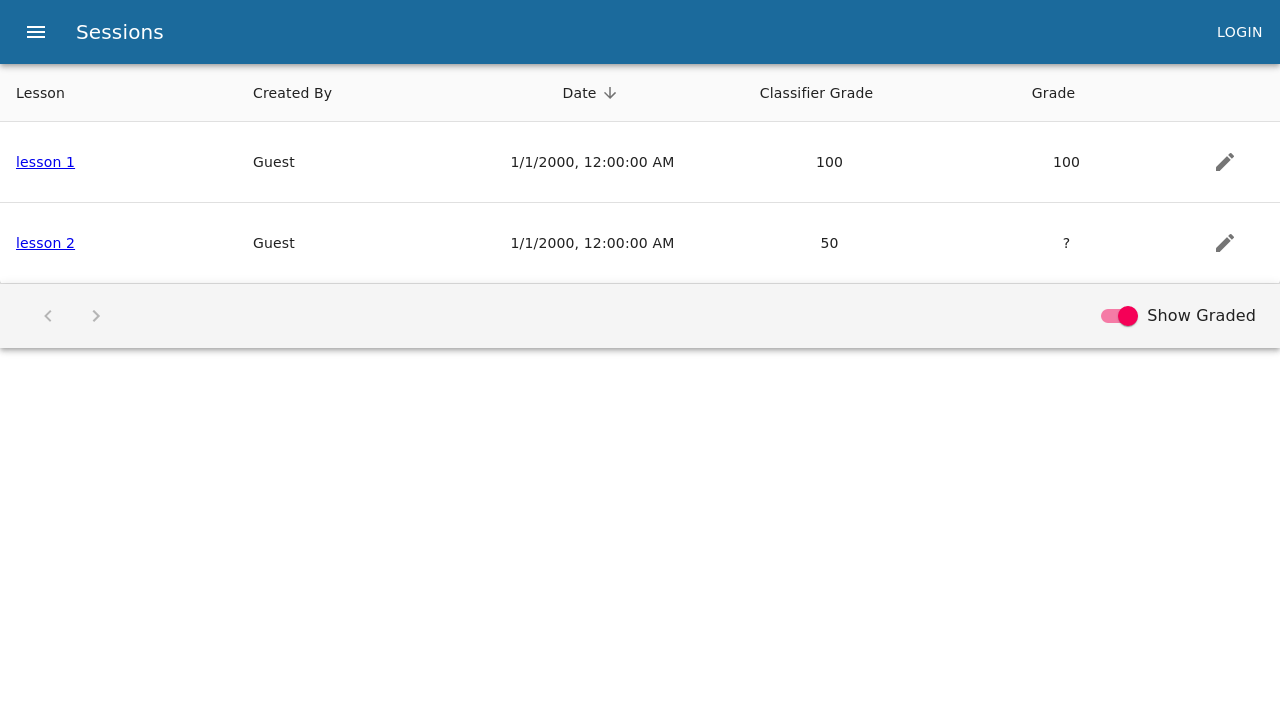 Sessions LOGIN
Lesson Created By Date Classifier Grade Grade
lesson 1 Guest 1/1/2000, 12:00:00 AM 100 100
lesson 2 Guest 1/1/2000, 12:00:00 AM 50 ?
Show Graded